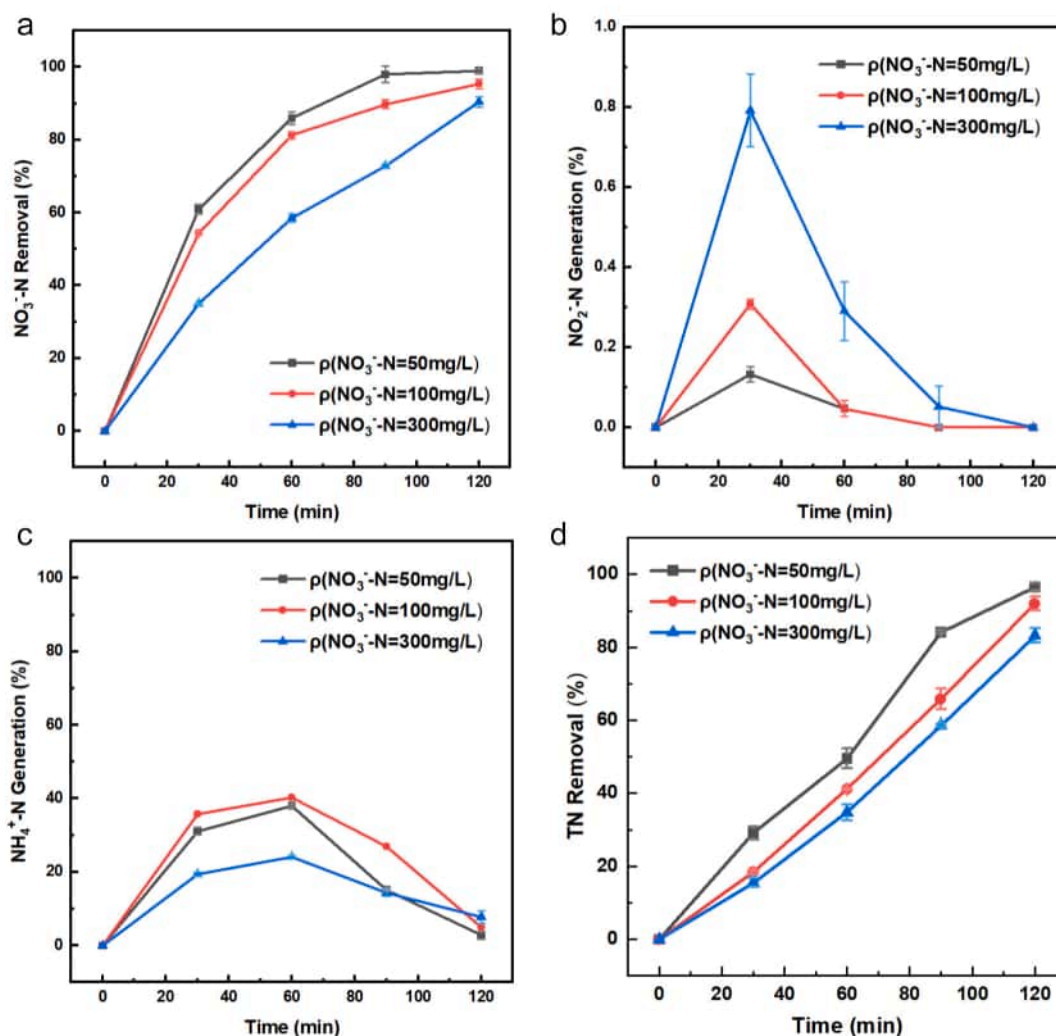 a
100
80
60
40
20
0
NO₃⁻-N Removal (%)
ρ(NO₃⁻-N=50mg/L)
ρ(NO₃⁻-N=100mg/L)
ρ(NO₃⁻-N=300mg/L)
0 20 40 60 80 100 120
Time (min)
b
1.0
0.8
0.6
0.4
0.2
0.0
NO₂⁻-N Generation (%)
ρ(NO₃⁻-N=50mg/L)
ρ(NO₃⁻-N=100mg/L)
ρ(NO₃⁻-N=300mg/L)
0 20 40 60 80 100 120
Time (min)
c
100
80
60
40
20
0
NH₄⁺-N Generation (%)
ρ(NO₃⁻-N=50mg/L)
ρ(NO₃⁻-N=100mg/L)
ρ(NO₃⁻-N=300mg/L)
0 20 40 60 80 100 120
Time (min)
d
100
80
60
40
20
0
TN Removal (%)
ρ(NO₃⁻-N=50mg/L)
ρ(NO₃⁻-N=100mg/L)
ρ(NO₃⁻-N=300mg/L)
0 20 40 60 80 100 120
Time (min)